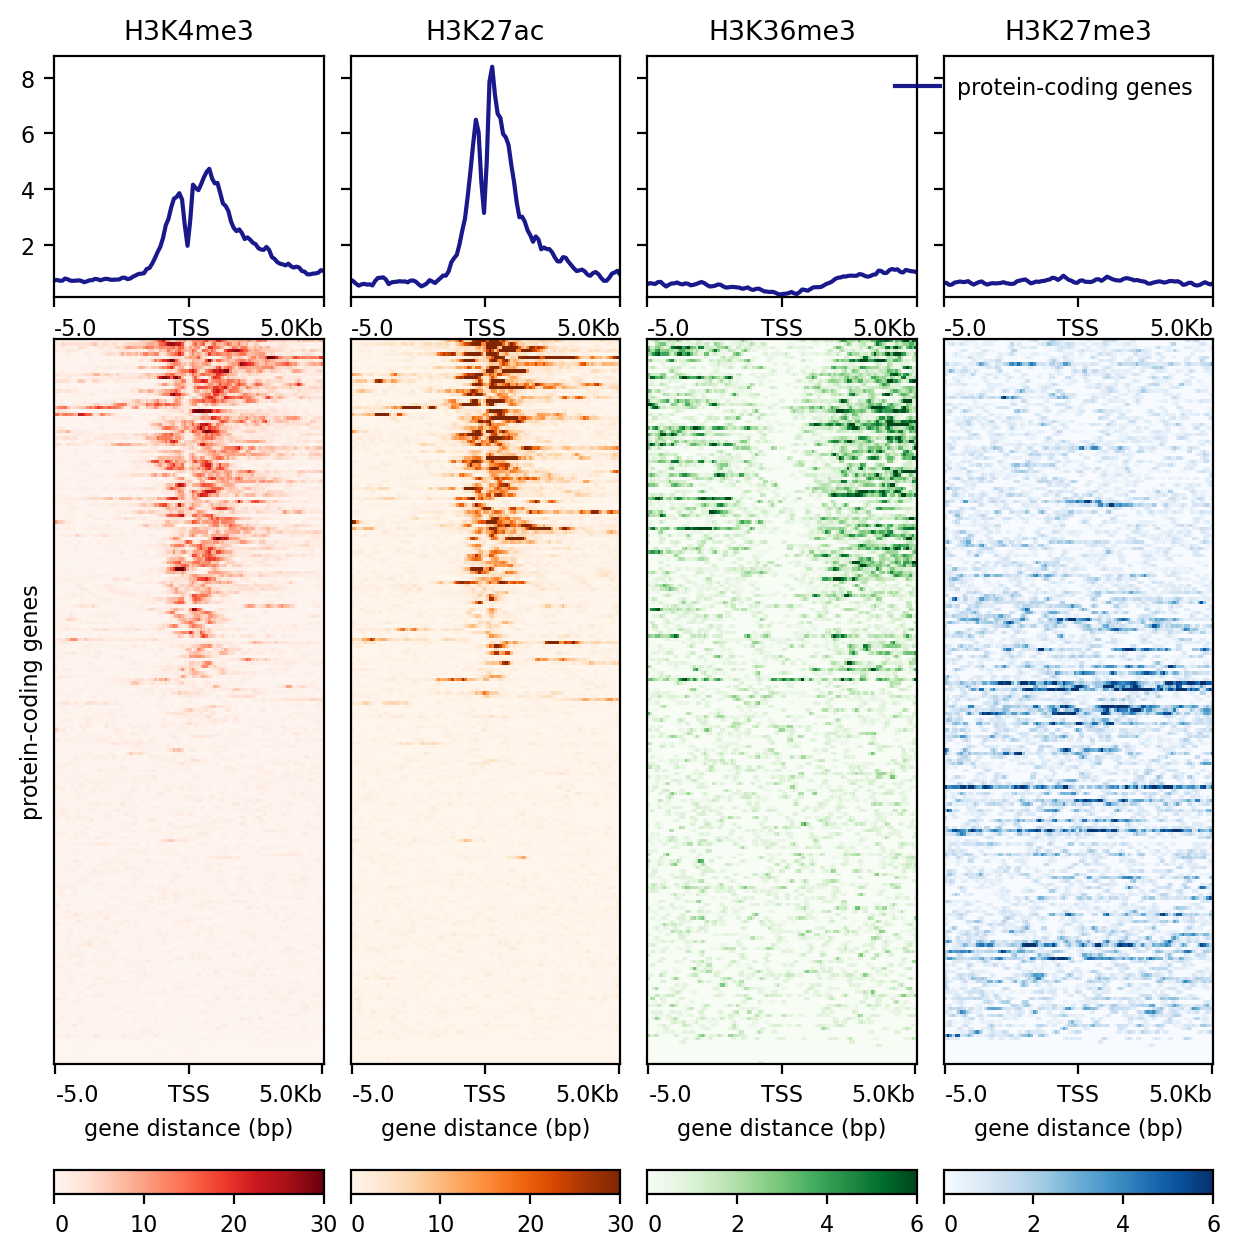 H3K4me3 H3K27ac H3K36me3 H3K27me3
8
6
4
2
protein-coding genes
-5.0 TSS 5.0Kb -5.0 TSS 5.0Kb -5.0 TSS 5.0Kb -5.0 TSS 5.0Kb
protein-coding genes
-5.0 TSS 5.0Kb -5.0 TSS 5.0Kb -5.0 TSS 5.0Kb -5.0 TSS 5.0Kb
gene distance (bp) gene distance (bp) gene distance (bp) gene distance (bp)
0 10 20 30 0 10 20 30 0 2 4 6 0 2 4 6